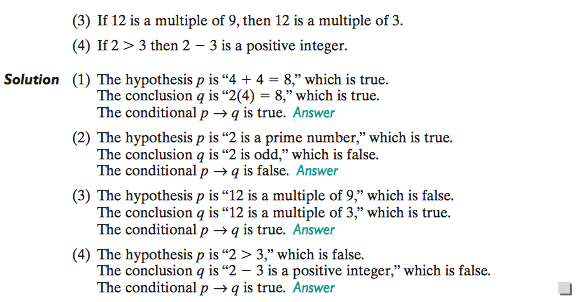 (3) If 12 is a multiple of 9, then 12 is a multiple of 3.
(4) If 2 > 3 then 2 − 3 is a positive integer.
Solution (1) The hypothesis p is “4 + 4 = 8,” which is true.
The conclusion q is “2(4) = 8,” which is true.
The conditional p → q is true. Answer
(2) The hypothesis p is “2 is a prime number,” which is true.
The conclusion q is “2 is odd,” which is false.
The conditional p → q is false. Answer
(3) The hypothesis p is “12 is a multiple of 9,” which is false.
The conclusion q is “12 is a multiple of 3,” which is true.
The conditional p → q is true. Answer
(4) The hypothesis p is “2 > 3,” which is false.
The conclusion q is “2 − 3 is a positive integer,” which is false.
The conditional p → q is true. Answer